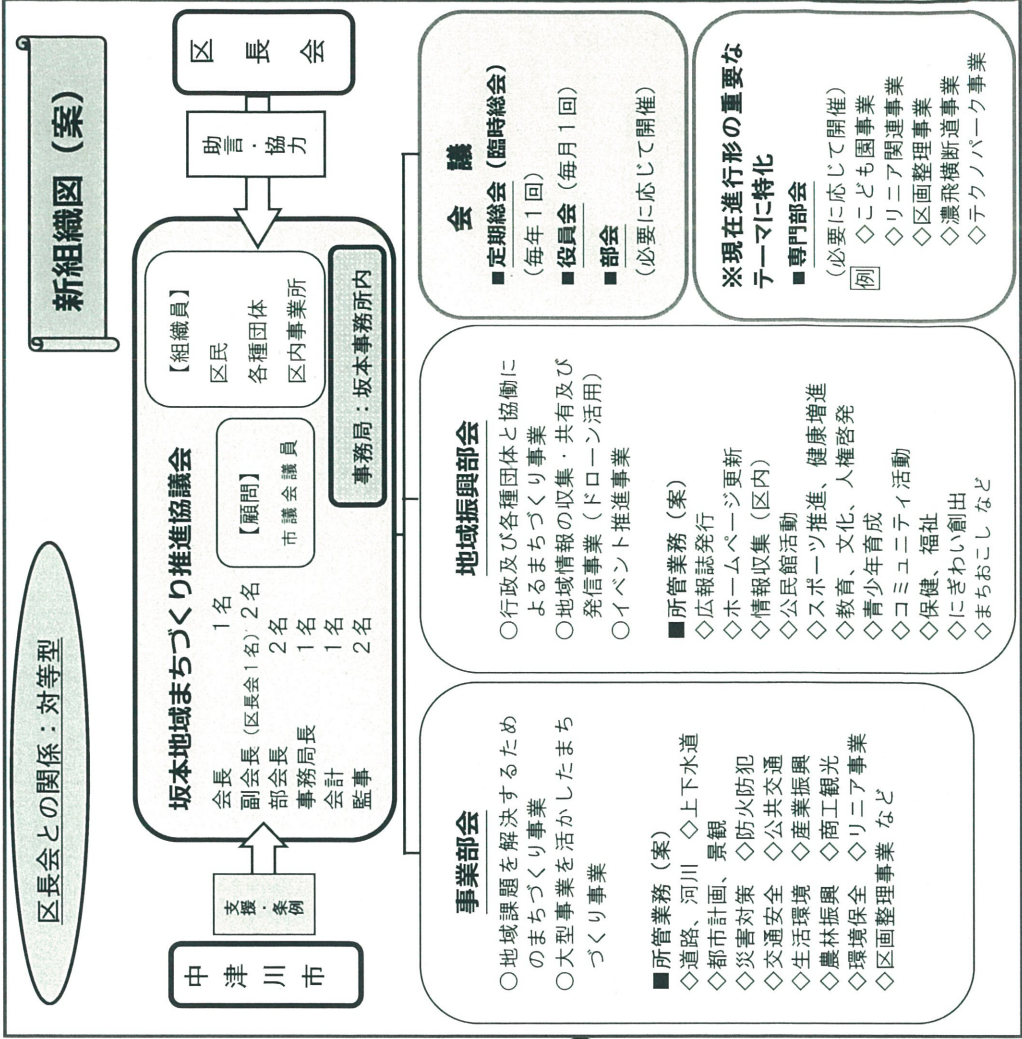 新組織図（案）
区長会との関係：対等型
中津川市
支援・条例
坂本地域まちづくり推進協議会
会長 1名
副会長（区長会1名）2名
部会長 2名
事務局長 1名
会計 1名
監事 2名
【顧問】
市議会議員
【組織員】
区民
各種団体
区内事業所
事務局：坂本事務所内
助言・協力
区長会
事業部会
○地域課題を解決するため
のまちづくり事業
○大型事業を活かしたまち
づくり事業
■所管業務（案）
◇道路、河川 ◇上下水道
◇都市計画、景観
◇災害対策 ◇防火防犯
◇交通安全 ◇公共交通
◇生活環境 ◇産業振興
◇農林振興 ◇商工観光
◇環境保全 ◇リニア事業
◇区画整理事業 など
地域振興部会
○行政及び各種団体と協働に
よるまちづくり事業
○地域情報の収集・共有及び
発信事業（ドローン活用）
○イベント推進事業
■所管業務（案）
◇広報誌発行
◇ホームページ更新
◇情報収集（区内）
◇公民館活動
◇スポーツ推進、健康増進
◇教育、文化、人権啓発
◇青少年育成
◇コミュニティ活動
◇保健、福祉
◇にぎわい創出
◇まちおこし など
会 議
■定期総会（臨時総会）
（毎年1回）
■役員会（毎月1回）
■部会
（必要に応じて開催）
※現在進行形の重要な
テーマに特化
■専門部会
（必要に応じて開催）
例 ◇こども園事業
◇リニア関連事業
◇区画整理事業
◇濃飛横断道事業
◇テクノパーク事業